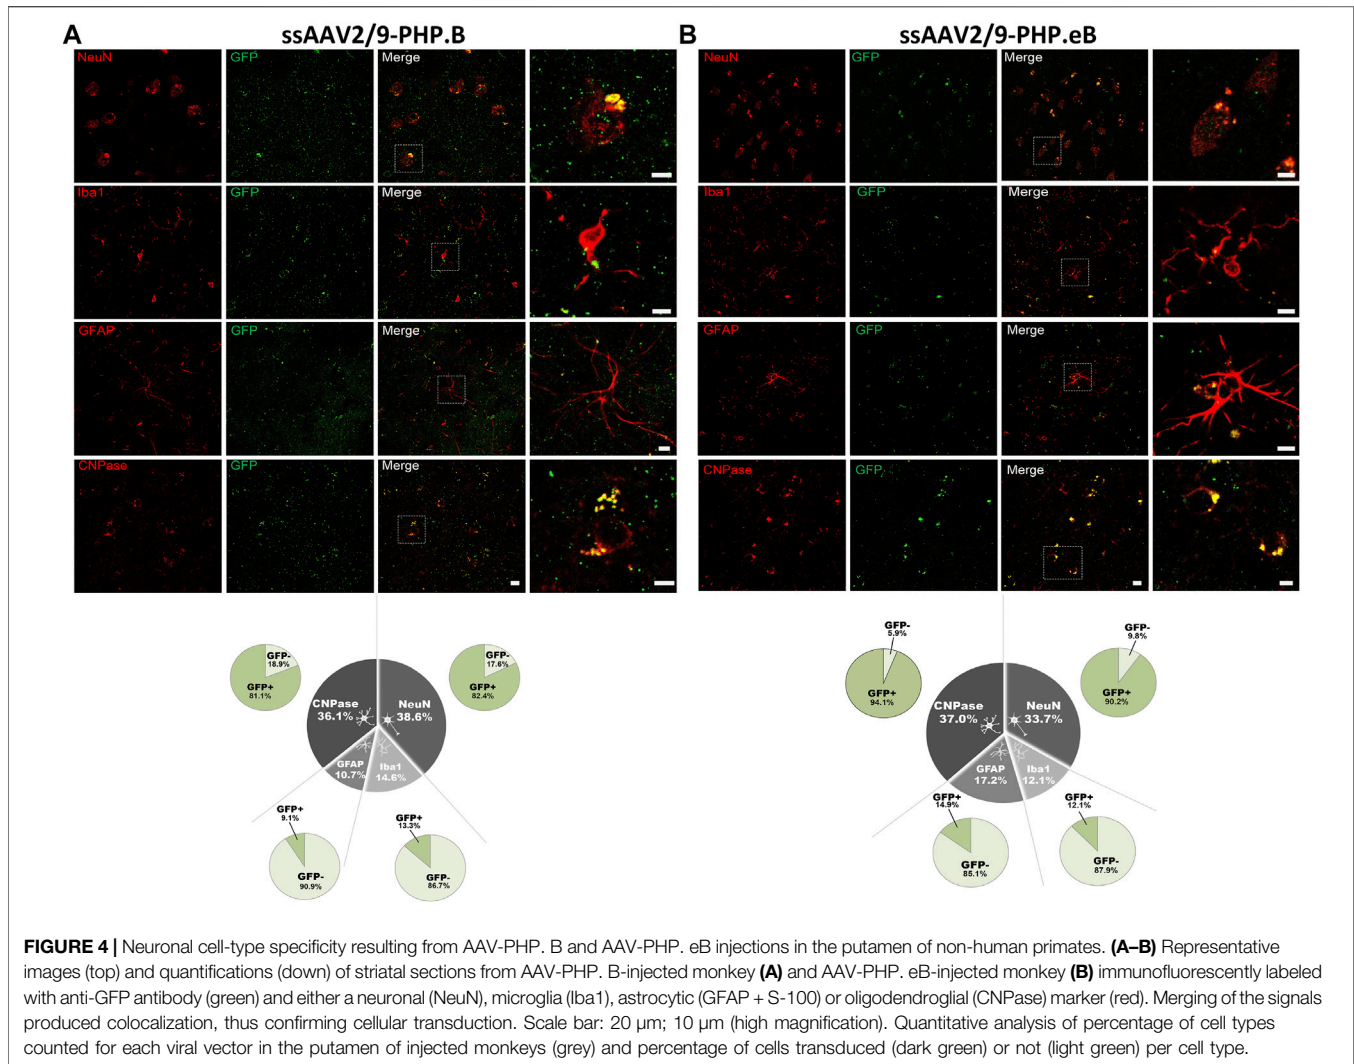 A
ssAAV2/9-PHP.B
NeuN
GFP
Merge
Iba1
GFP
Merge
GFAP
GFP
Merge
CNPase
GFP
Merge
GFP-
18.9%
GFP+
81.1%
GFP-
17.6%
GFP+
82.4%
CNPase
36.1%
NeuN
38.6%
GFAP
10.7%
Iba1
14.6%
GFP+
9.1%
GFP-
90.9%
GFP+
13.3%
GFP-
86.7%
B
ssAAV2/9-PHP.eB
NeuN
GFP
Merge
Iba1
GFP
Merge
GFAP
GFP
Merge
CNPase
GFP
Merge
GFP-
5.9%
GFP+
94.1%
GFP-
9.8%
GFP+
90.2%
CNPase
37.0%
NeuN
33.7%
GFAP
17.2%
Iba1
12.1%
GFP+
14.9%
GFP-
85.1%
GFP+
12.1%
GFP-
87.9%
FIGURE 4 | Neuronal cell-type specificity resulting from AAV-PHP. B and AAV-PHP. eB injections in the putamen of non-human primates. (A–B) Representative
images (top) and quantifications (down) of striatal sections from AAV-PHP. B-injected monkey (A) and AAV-PHP. eB-injected monkey (B) immunofluorescently labeled
with anti-GFP antibody (green) and either a neuronal (NeuN), microglia (Iba1), astrocytic (GFAP + S-100) or oligodendroglial (CNPase) marker (red). Merging of the signals
produced colocalization, thus confirming cellular transduction. Scale bar: 20 µm; 10 µm (high magnification). Quantitative analysis of percentage of cell types
counted for each viral vector in the putamen of injected monkeys (grey) and percentage of cells transduced (dark green) or not (light green) per cell type.